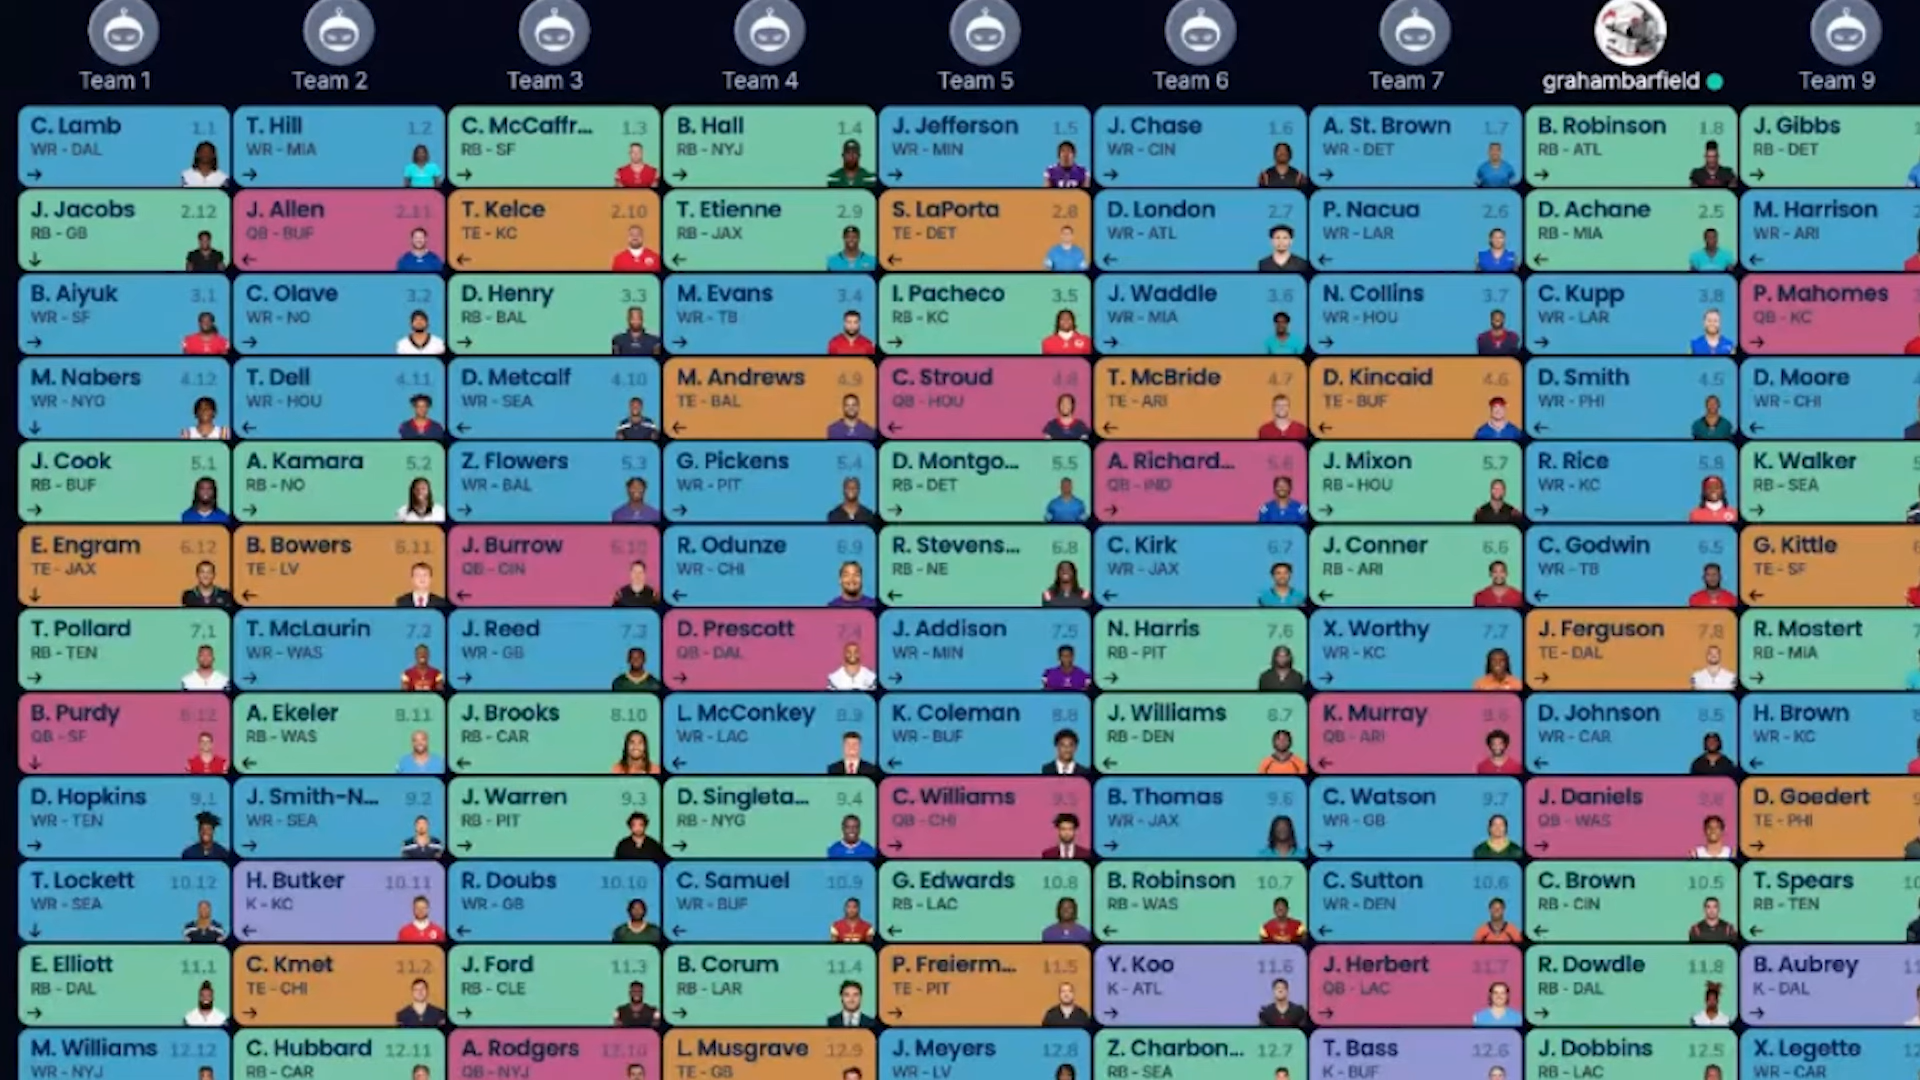 Team 1 Team 2 Team 3 Team 4 Team 5 Team 6 Team 7 grahambarfield Team 9
C. Lamb 1.1 T. Hill 1.2 C. McCaffr... 1.3 B. Hall 1.4 J. Jefferson 1.5 J. Chase 1.6 A. St. Brown 1.7 B. Robinson 1.8 J. Gibbs
WR - DAL WR - MIA RB - SF RB - NYJ WR - MIN WR - CIN WR - DET RB - ATL RB - DET
J. Jacobs 2.12 J. Allen 2.11 T. Kelce 2.10 T. Etienne 2.9 S. LaPorta 2.8 D. London 2.7 P. Nacua 2.6 D. Achane 2.5 M. Harrison
RB - GB QB - BUF TE - KC RB - JAX TE - DET WR - ATL WR - LAR RB - MIA WR - ARI
B. Aiyuk 3.1 C. Olave 3.2 D. Henry 3.3 M. Evans 3.4 I. Pacheco 3.5 J. Waddle 3.6 N. Collins 3.7 C. Kupp 3.8 P. Mahomes
WR - SF WR - NO RB - BAL WR - TB RB - KC WR - MIA WR - HOU WR - LAR QB - KC
M. Nabers 4.12 T. Dell 4.11 D. Metcalf 4.10 M. Andrews 4.9 C. Stroud 4.8 T. McBride 4.7 D. Kincaid 4.6 D. Smith 4.5 D. Moore
WR - NYG WR - HOU WR - SEA TE - BAL QB - HOU TE - ARI TE - BUF WR - PHI WR - CHI
J. Cook 5.1 A. Kamara 5.2 Z. Flowers 5.3 G. Pickens 5.4 D. Montgo... 5.5 A. Richard... 5.6 J. Mixon 5.7 R. Rice 5.8 K. Walker
RB - BUF RB - NO WR - BAL WR - PIT RB - DET QB - IND RB - HOU WR - KC RB - SEA
E. Engram 6.12 B. Bowers 6.11 J. Burrow 6.10 R. Odunze 6.9 R. Stevens... 6.8 C. Kirk 6.7 J. Conner 6.6 C. Godwin 6.5 G. Kittle
TE - JAX TE - LV QB - CIN WR - CHI RB - NE WR - JAX RB - ARI WR - TB TE - SF
T. Pollard 7.1 T. McLaurin 7.2 J. Reed 7.3 D. Prescott 7.4 J. Addison 7.5 N. Harris 7.6 X. Worthy 7.7 J. Ferguson 7.8 R. Mostert
RB - TEN WR - WAS WR - GB QB - DAL WR - MIN RB - PIT WR - KC TE - DAL RB - MIA
B. Purdy 8.12 A. Ekeler 8.11 J. Brooks 8.10 L. McConkey 8.9 K. Coleman 8.8 J. Williams 8.7 K. Murray 8.6 D. Johnson 8.5 H. Brown
QB - SF RB - WAS RB - CAR WR - LAC WR - BUF RB - DEN QB - ARI WR - CAR WR - KC
D. Hopkins 9.1 J. Smith-N... 9.2 J. Warren 9.3 D. Singleta... 9.4 C. Williams 9.5 B. Thomas 9.6 C. Watson 9.7 J. Daniels 9.8 D. Goedert
WR - TEN WR - SEA RB - PIT RB - NYG QB - CHI WR - JAX WR - GB QB - WAS TE - PHI
T. Lockett 10.12 H. Butker 10.11 R. Doubs 10.10 C. Samuel 10.9 G. Edwards 10.8 B. Robinson 10.7 C. Sutton 10.6 C. Brown 10.5 T. Spears
WR - SEA K - KC WR - GB WR - BUF RB - LAC RB - WAS WR - DEN RB - CIN RB - TEN
E. Elliott 11.1 C. Kmet 11.2 J. Ford 11.3 B. Corum 11.4 P. Freierm... 11.5 Y. Koo 11.6 J. Herbert 11.7 R. Dowdle 11.8 B. Aubrey
RB - DAL TE - CHI RB - CLE RB - LAR TE - PIT K - ATL QB - LAC RB - DAL K - DAL
M. Williams 12.12 C. Hubbard 12.11 A. Rodgers 12.10 L. Musgrave 12.9 J. Meyers 12.8 Z. Charbon... 12.7 T. Bass 12.6 J. Dobbins 12.5 X. Legette
WR - NYJ RB - CAR QB - NYJ TE - GB WR - LV RB - SEA K - BUF RB - LAC WR - CAR